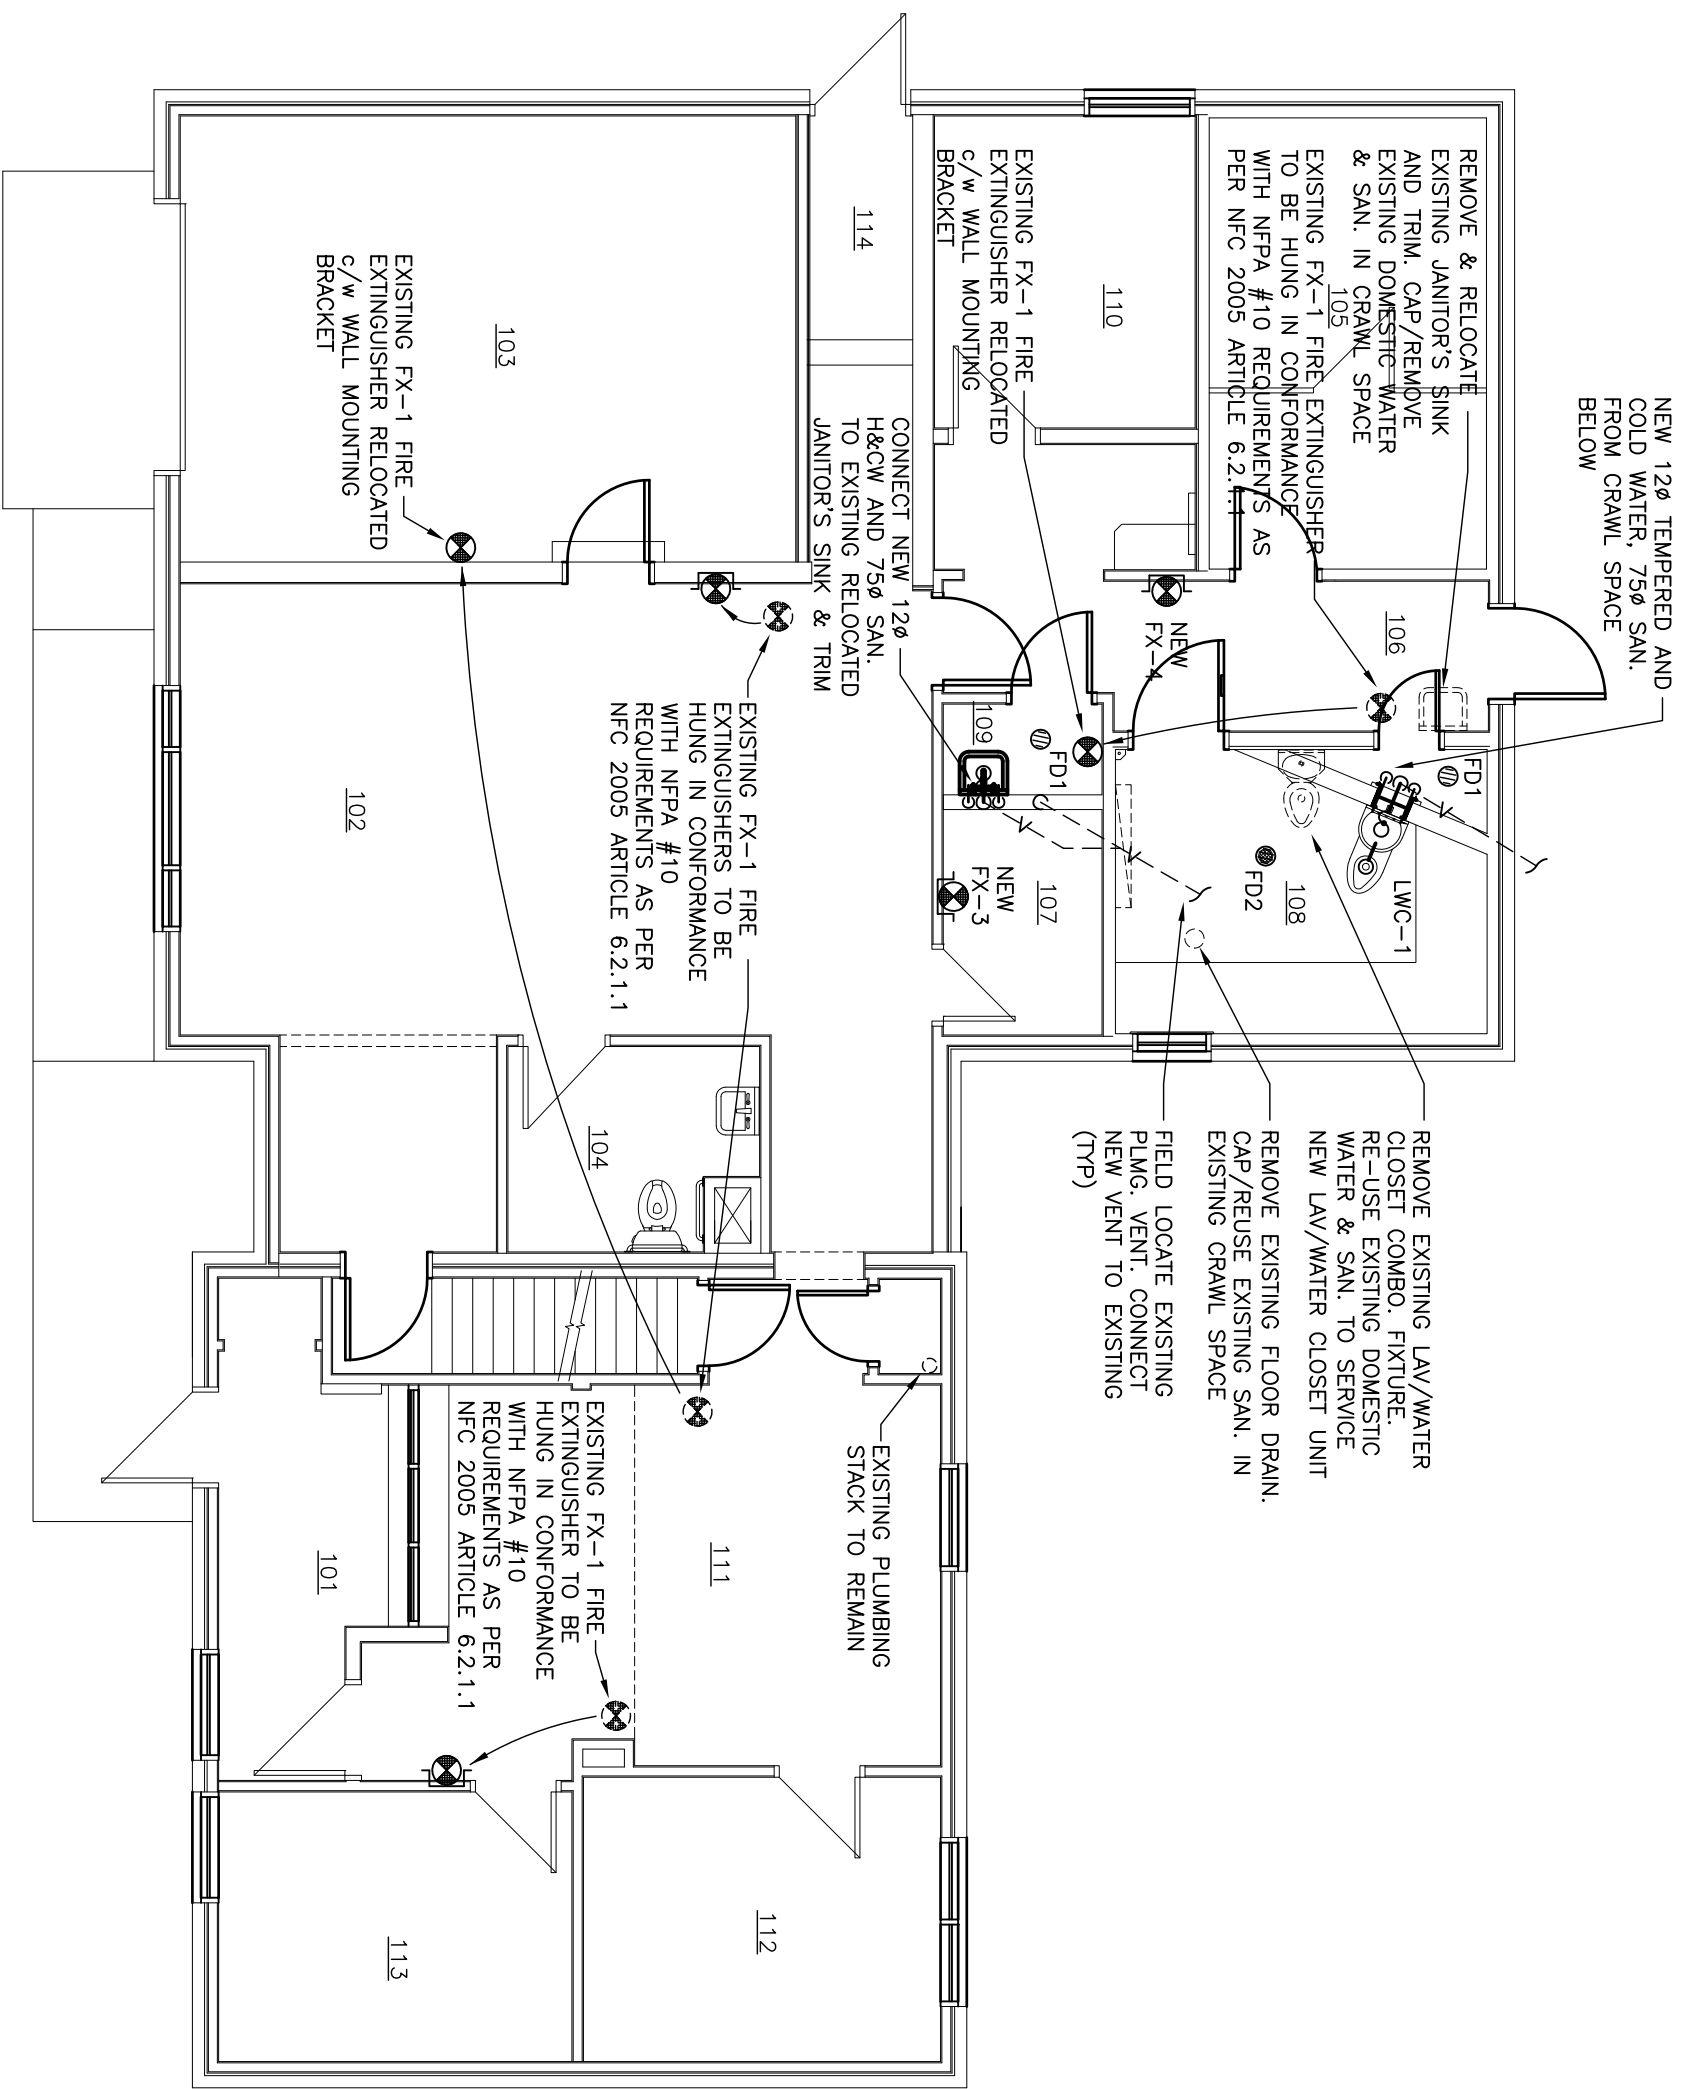 NEW 12ø TEMPERED AND
COLD WATER, 75ø SAN.
FROM CRAWL SPACE
BELOW
REMOVE & RELOCATE
EXISTING JANITOR'S SINK
AND TRIM. CAP/REMOVE
EXISTING DOMESTIC WATER
& SAN. IN CRAWL SPACE
105
EXISTING FX-1 FIRE EXTINGUISHER
TO BE HUNG IN CONFORMANCE
WITH NFPA #10 REQUIREMENTS AS
PER NFC 2005 ARTICLE 6.2.1.1
110
EXISTING FX-1 FIRE
EXTINGUISHER RELOCATED
c/w WALL MOUNTING
BRACKET
114
CONNECT NEW 12ø
H&CW AND 75ø SAN.
TO EXISTING RELOCATED
JANITOR'S SINK & TRIM
103
EXISTING FX-1 FIRE
EXTINGUISHER RELOCATED
c/w WALL MOUNTING
BRACKET
106
NEW
FX-4
FD1
LWC-1
108
FD2
FD1
109
107
NEW
FX-3
EXISTING FX-1 FIRE
EXTINGUISHERS TO BE
HUNG IN CONFORMANCE
WITH NFPA #10
REQUIREMENTS AS PER
NFC 2005 ARTICLE 6.2.1.1
102
REMOVE EXISTING LAV/WATER
CLOSET COMBO. FIXTURE.
RE-USE EXISTING DOMESTIC
WATER & SAN. TO SERVICE
NEW LAV/WATER CLOSET UNIT
REMOVE EXISTING FLOOR DRAIN.
CAP/REUSE EXISTING SAN. IN
EXISTING CRAWL SPACE
FIELD LOCATE EXISTING
PLMG. VENT. CONNECT
NEW VENT TO EXISTING
(TYP)
104
EXISTING PLUMBING
STACK TO REMAIN
111
EXISTING FX-1 FIRE
EXTINGUISHER TO BE
HUNG IN CONFORMANCE
WITH NFPA #10
REQUIREMENTS AS PER
NFC 2005 ARTICLE 6.2.1.1
101
112
113